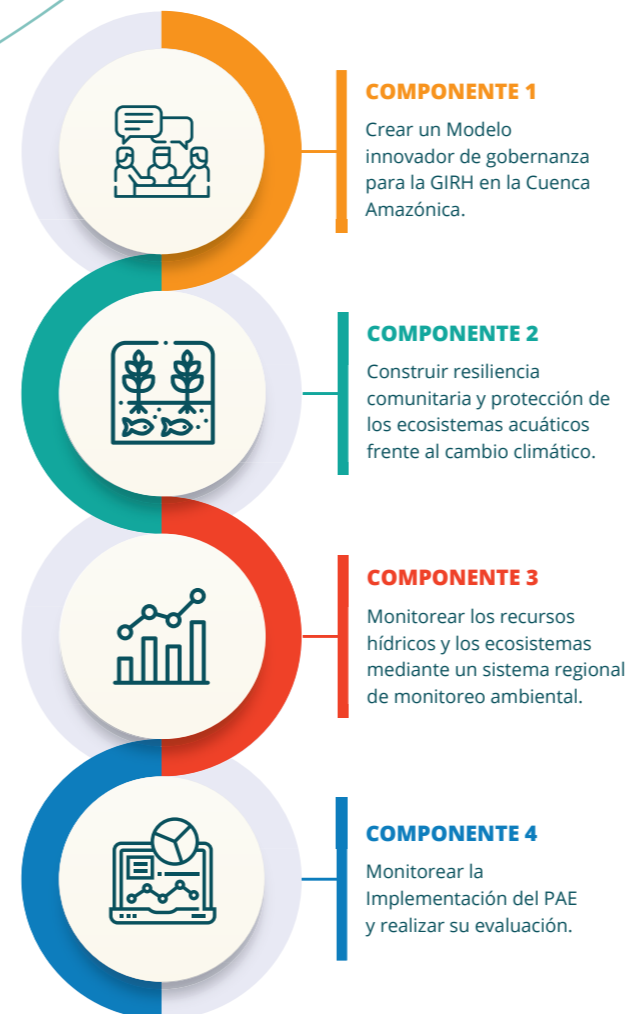 COMPONENTE 1
Crear un Modelo
innovador de gobernanza
para la GIRH en la Cuenca
Amazónica.
COMPONENTE 2
Construir resiliencia
comunitaria y protección de
los ecosistemas acuáticos
frente al cambio climático.
COMPONENTE 3
Monitorear los recursos
hídricos y los ecosistemas
mediante un sistema regional
de monitoreo ambiental.
COMPONENTE 4
Monitorear la
Implementación del PAE
y realizar su evaluación.